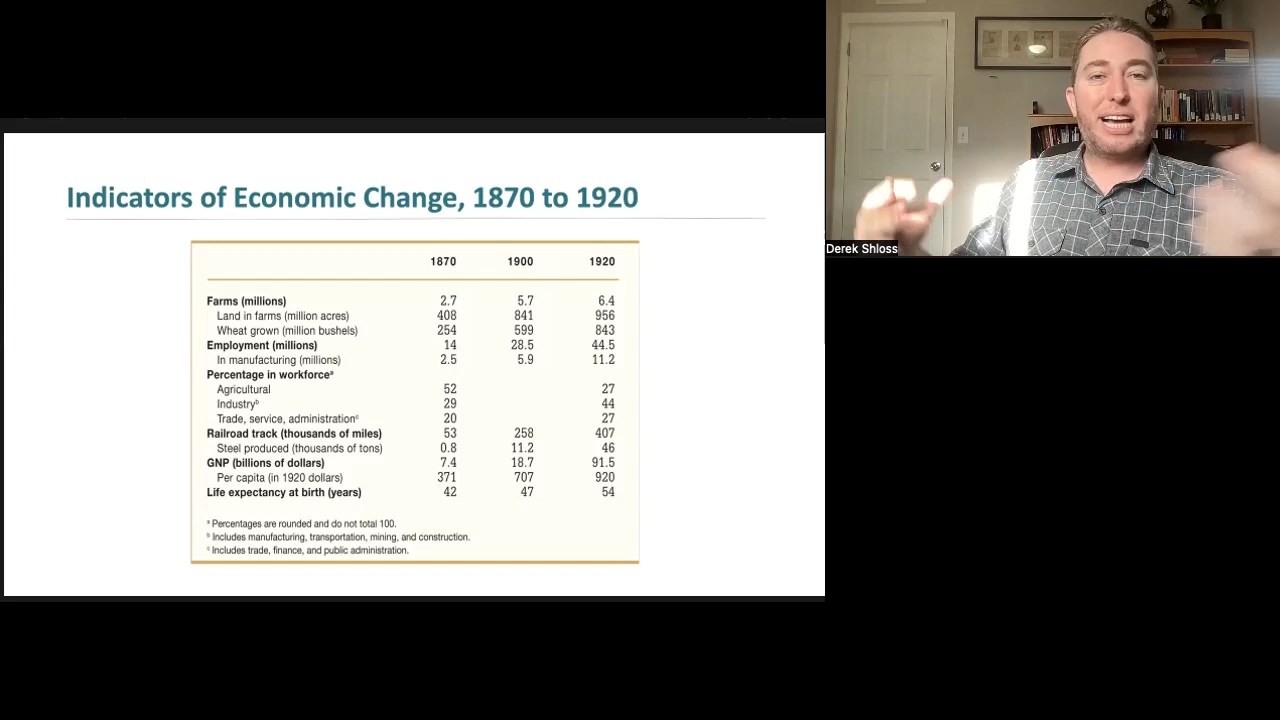 Indicators of Economic Change, 1870 to 1920
1870 1900 1920
Farms (millions) 2.7 5.7 6.4
Land in farms (million acres) 408 841 956
Wheat grown (million bushels) 254 599 843
Employment (millions) 14 28.5 44.5
In manufacturing (millions) 2.5 5.9 11.2
Percentage in workforceᵃ
Agricultural 52 27
Industryᵇ 29 44
Trade, service, administrationᶜ 20 27
Railroad track (thousands of miles) 53 258 407
Steel produced (thousands of tons) 0.8 11.2 46
GNP (billions of dollars) 7.4 18.7 91.5
Per capita (in 1920 dollars) 371 707 920
Life expectancy at birth (years) 42 47 54
ᵃ Percentages are rounded and do not total 100.
ᵇ Includes manufacturing, transportation, mining, and construction.
ᶜ Includes trade, finance, and public administration.
Derek Shloss